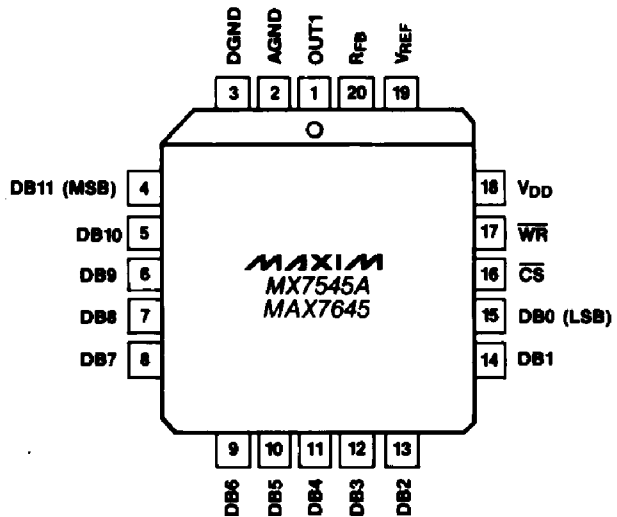 DGND
AGND
OUT1
RFB
VREF
3
2
1
20
19
DB11 (MSB) 4
DB10 5
DB9 6
DB8 7
DB7 8
MAXIM
MX7545A
MAX7645
18 VDD
17 W̅R̅
16 C̅S̅
15 DB0 (LSB)
14 DB1
9
10
11
12
13
DB6
DB5
DB4
DB3
DB2